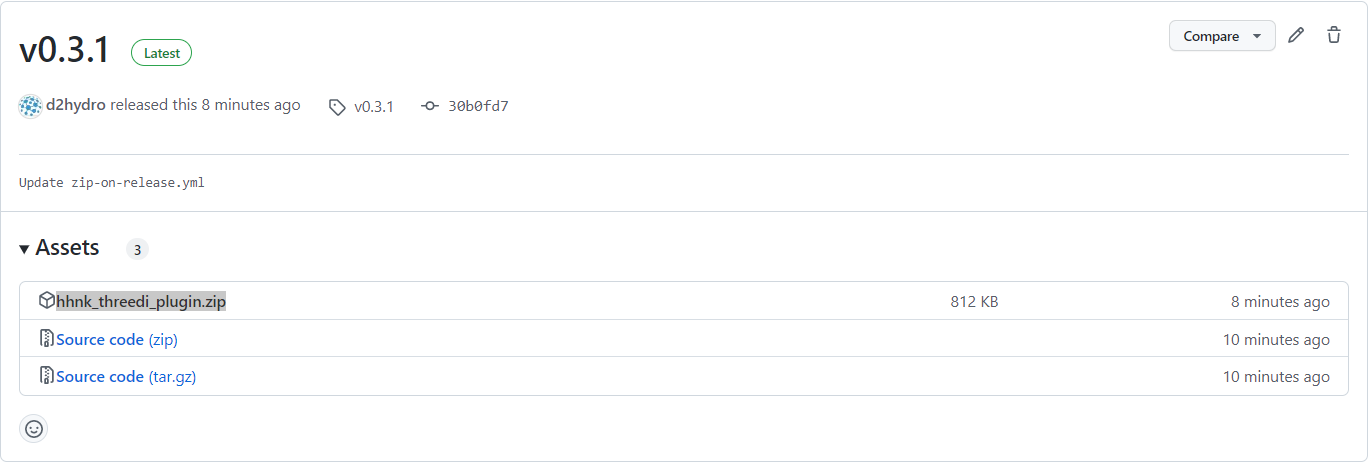 v0.3.1 Latest Compare
d2hydro released this 8 minutes ago v0.3.1 30b0fd7
Update zip-on-release.yml
Assets 3
hhnk_threedi_plugin.zip 812 KB 8 minutes ago
Source code (zip) 10 minutes ago
Source code (tar.gz) 10 minutes ago